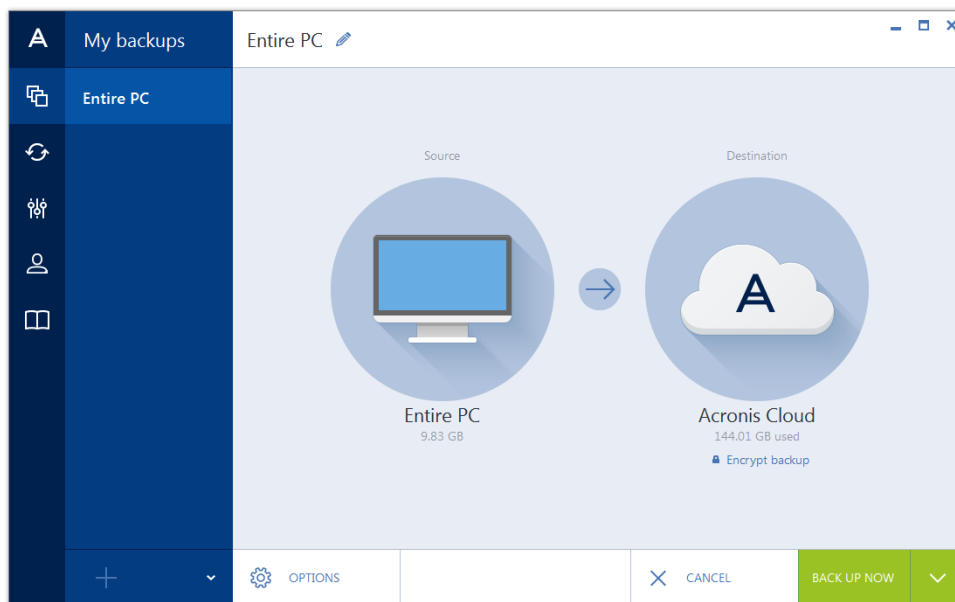 My backups
Entire PC
Entire PC
Source
Destination
Entire PC
9.83 GB
Acronis Cloud
144.01 GB used
Encrypt backup
OPTIONS
CANCEL
BACK UP NOW